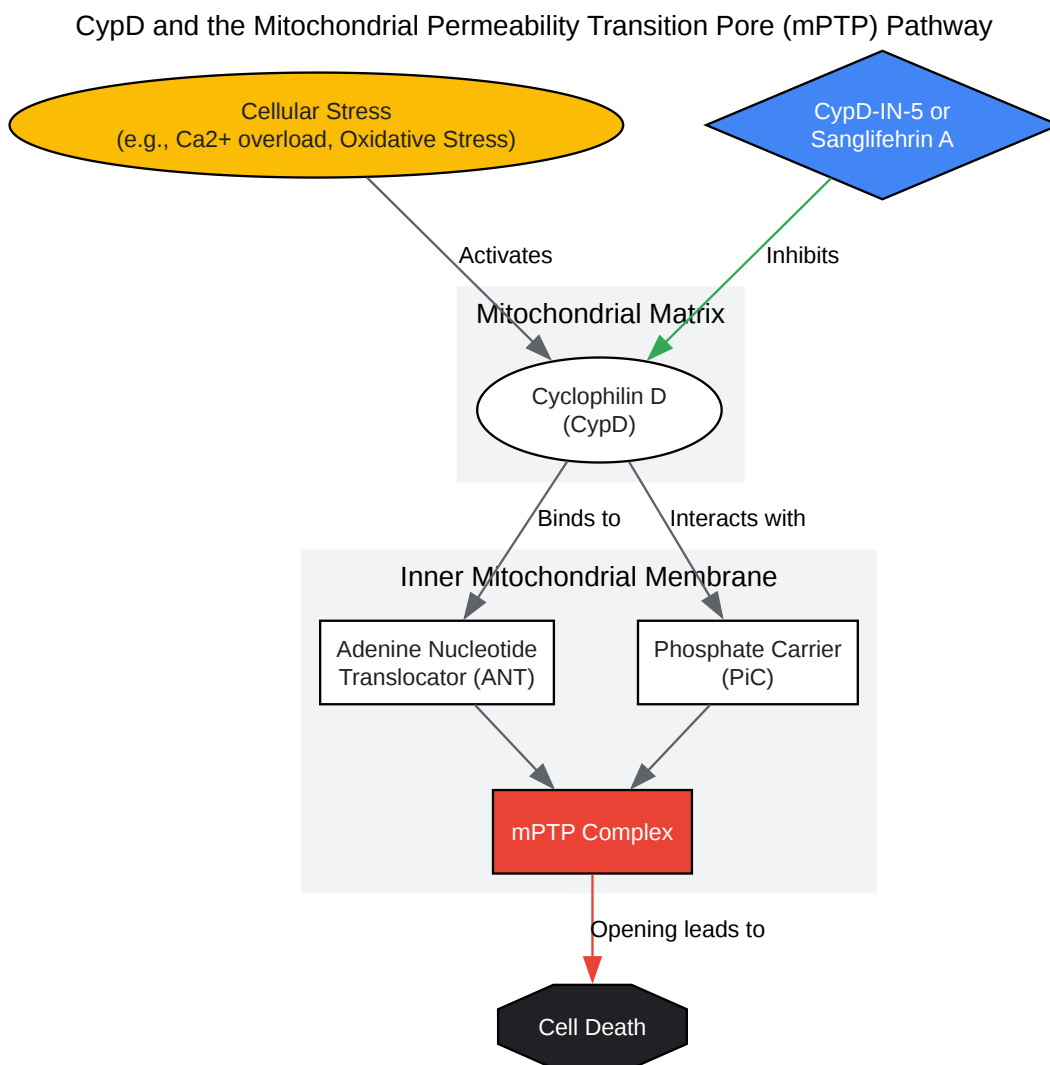 CypD and the Mitochondrial Permeability Transition Pore (mPTP) Pathway
Cellular Stress
(e.g., Ca2+ overload, Oxidative Stress)
CypD-IN-5 or
Sanglifehrin A
Activates
Inhibits
Mitochondrial Matrix
Cyclophilin D
(CypD)
Binds to
Interacts with
Inner Mitochondrial Membrane
Adenine Nucleotide
Translocator (ANT)
Phosphate Carrier
(PiC)
mPTP Complex
Opening leads to
Cell Death